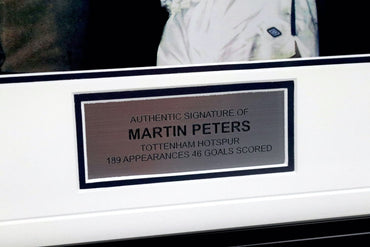 AUTHENTIC SIGNATURE OF
MARTIN PETERS
TOTTENHAM HOTSPUR
189 APPEARANCES 46 GOALS SCORED